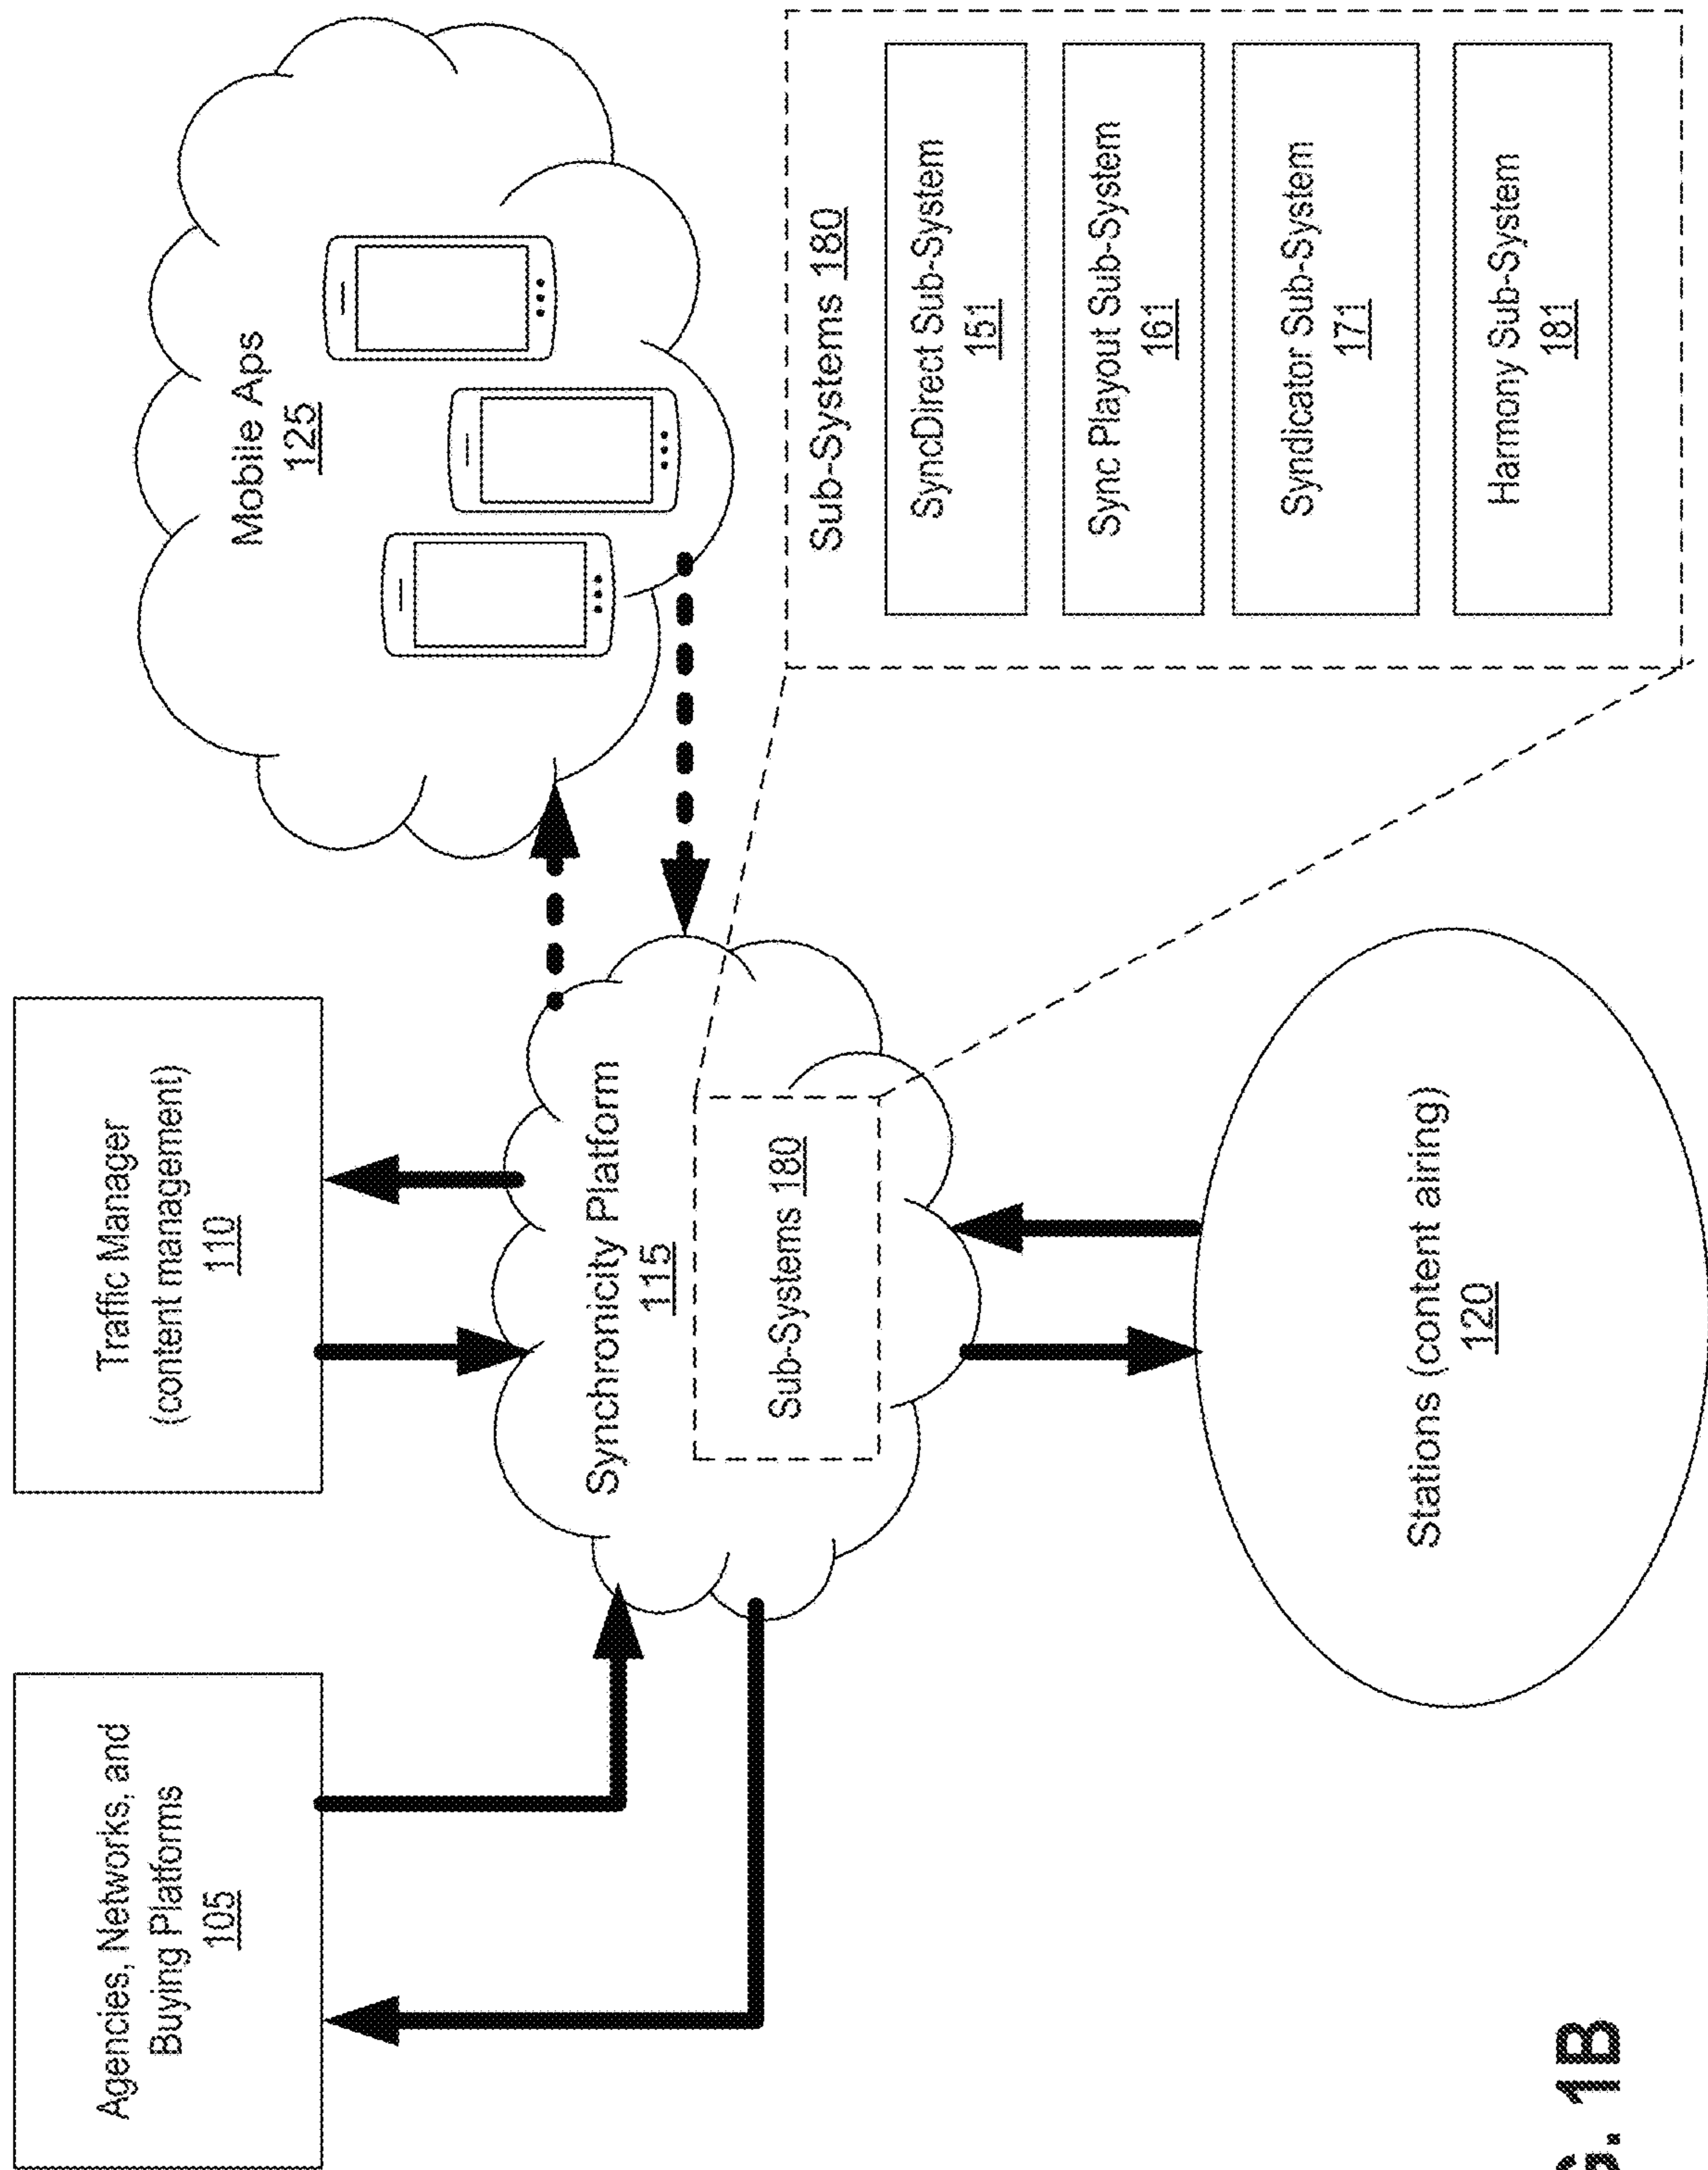 Agencies, Networks, and
Buying Platforms
105
Traffic Manager
(content management)
110
Mobile Aps
125
Synchronicity Platform
115
Sub-Systems 180
Sub-Systems 180
SyncDirect Sub-System
151
Sync Playout Sub-System
161
Syndicator Sub-System
171
Harmony Sub-System
181
Stations (content airing)
120
G. 1B